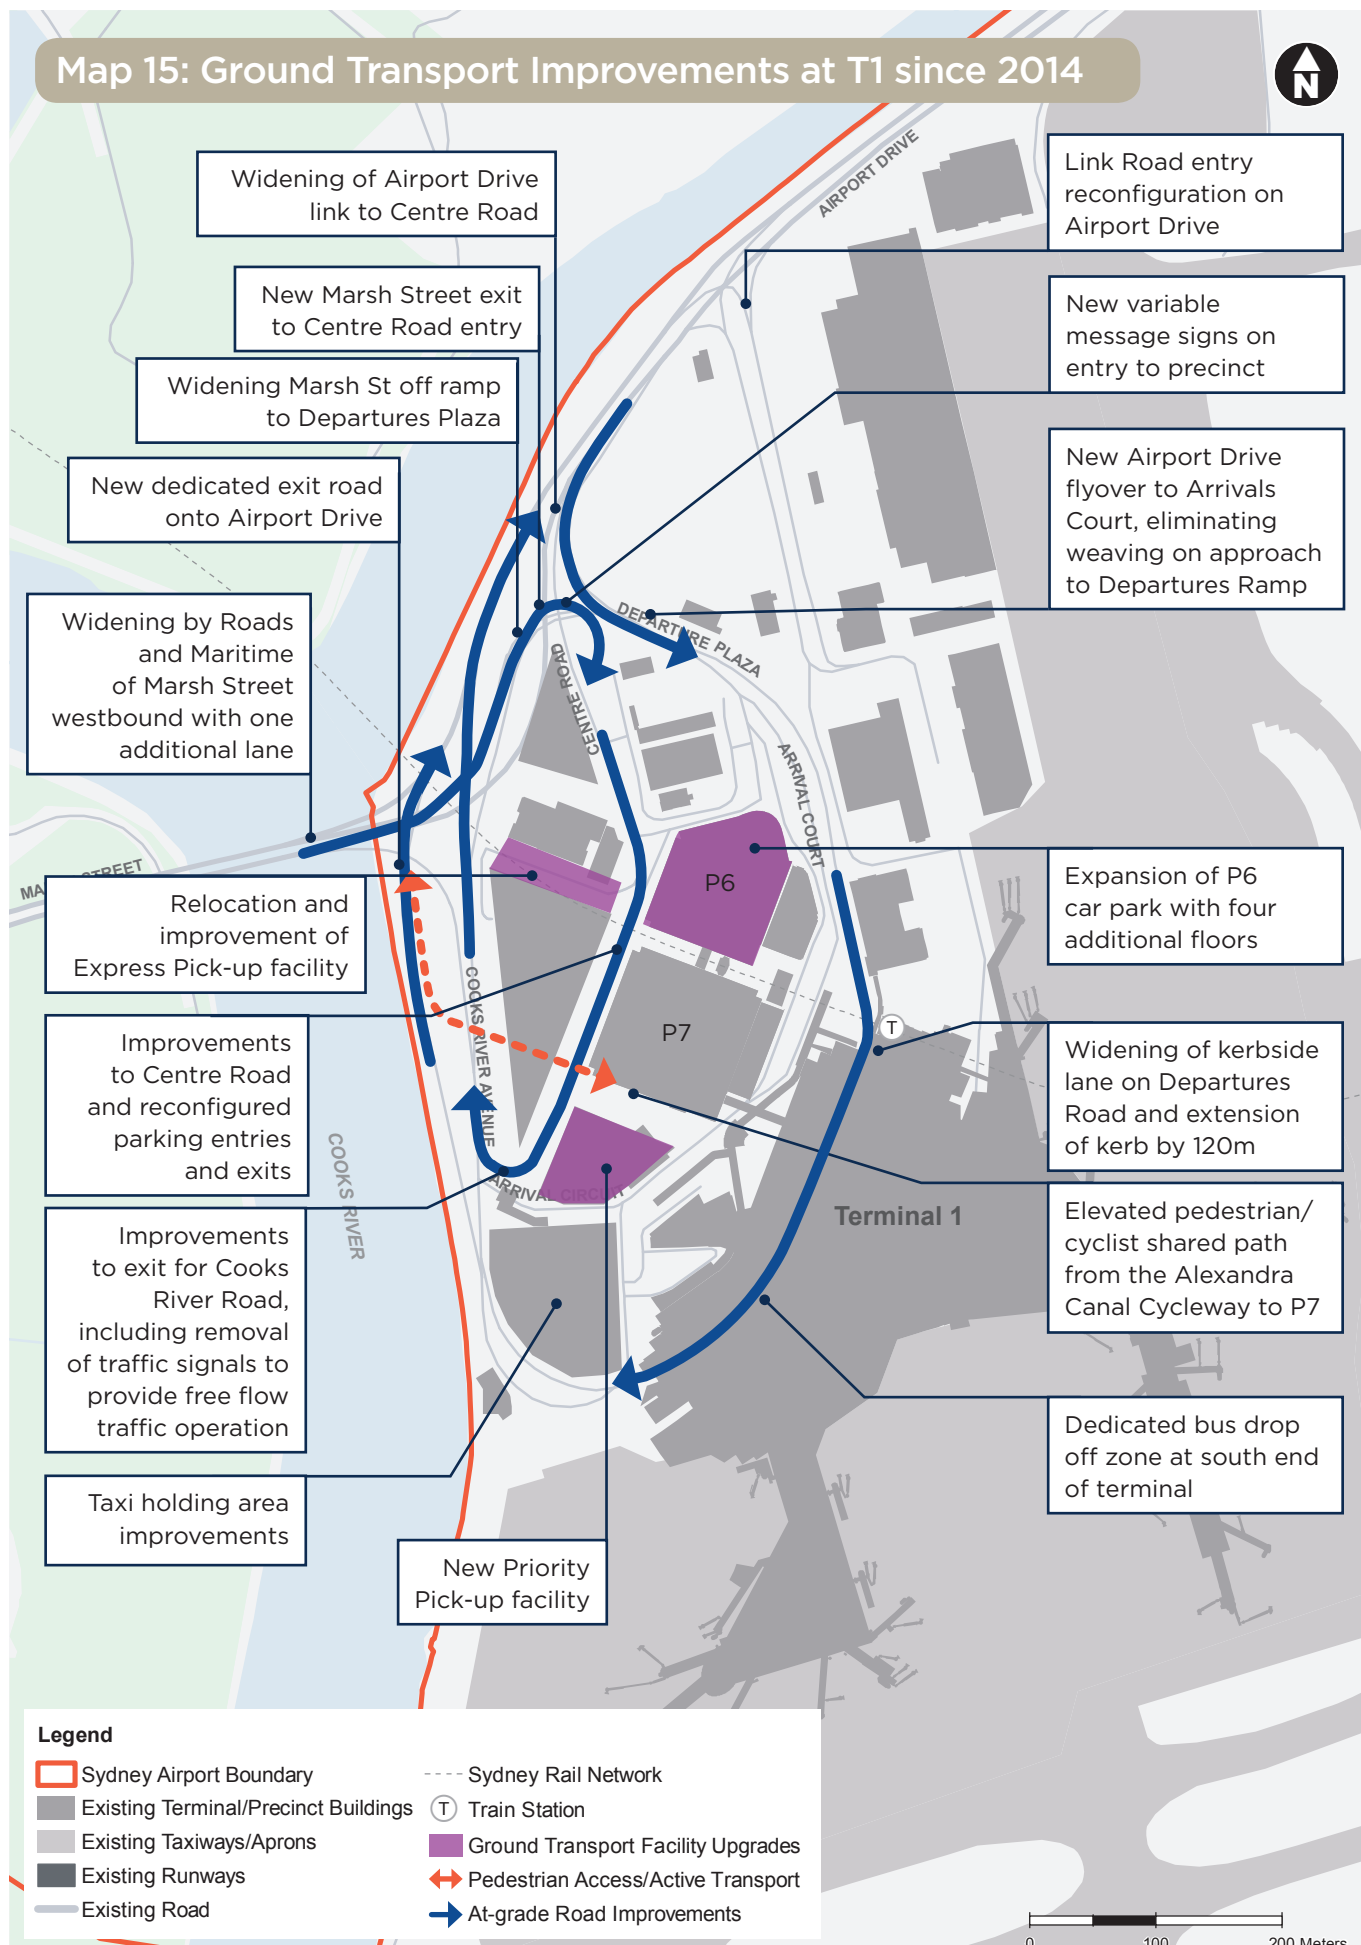 Map 15: Ground Transport Improvements at T1 since 2014
N
Widening of Airport Drive
link to Centre Road
New Marsh Street exit
to Centre Road entry
Widening Marsh St off ramp
to Departures Plaza
New dedicated exit road
onto Airport Drive
Widening by Roads
and Maritime
of Marsh Street
westbound with one
additional lane
Relocation and
improvement of
Express Pick-up facility
Improvements
to Centre Road
and reconfigured
parking entries
and exits
Improvements
to exit for Cooks
River Road,
including removal
of traffic signals to
provide free flow
traffic operation
Taxi holding area
improvements
New Priority
Pick-up facility
Link Road entry
reconfiguration on
Airport Drive
New variable
message signs on
entry to precinct
New Airport Drive
flyover to Arrivals
Court, eliminating
weaving on approach
to Departures Ramp
Expansion of P6
car park with four
additional floors
Widening of kerbside
lane on Departures
Road and extension
of kerb by 120m
Elevated pedestrian/
cyclist shared path
from the Alexandra
Canal Cycleway to P7
Dedicated bus drop
off zone at south end
of terminal
AIRPORT DRIVE
DEPARTURE PLAZA
CENTRE ROAD
ARRIVAL COURT
STREET
COOKS RIVER AVENUE
COOKS RIVER
ARRIVAL CIRCUIT
P6
P7
T
Terminal 1
Legend
Sydney Airport Boundary
Existing Terminal/Precinct Buildings
Existing Taxiways/Aprons
Existing Runways
Existing Road
Sydney Rail Network
T Train Station
Ground Transport Facility Upgrades
Pedestrian Access/Active Transport
At-grade Road Improvements
0 100 200 Meters